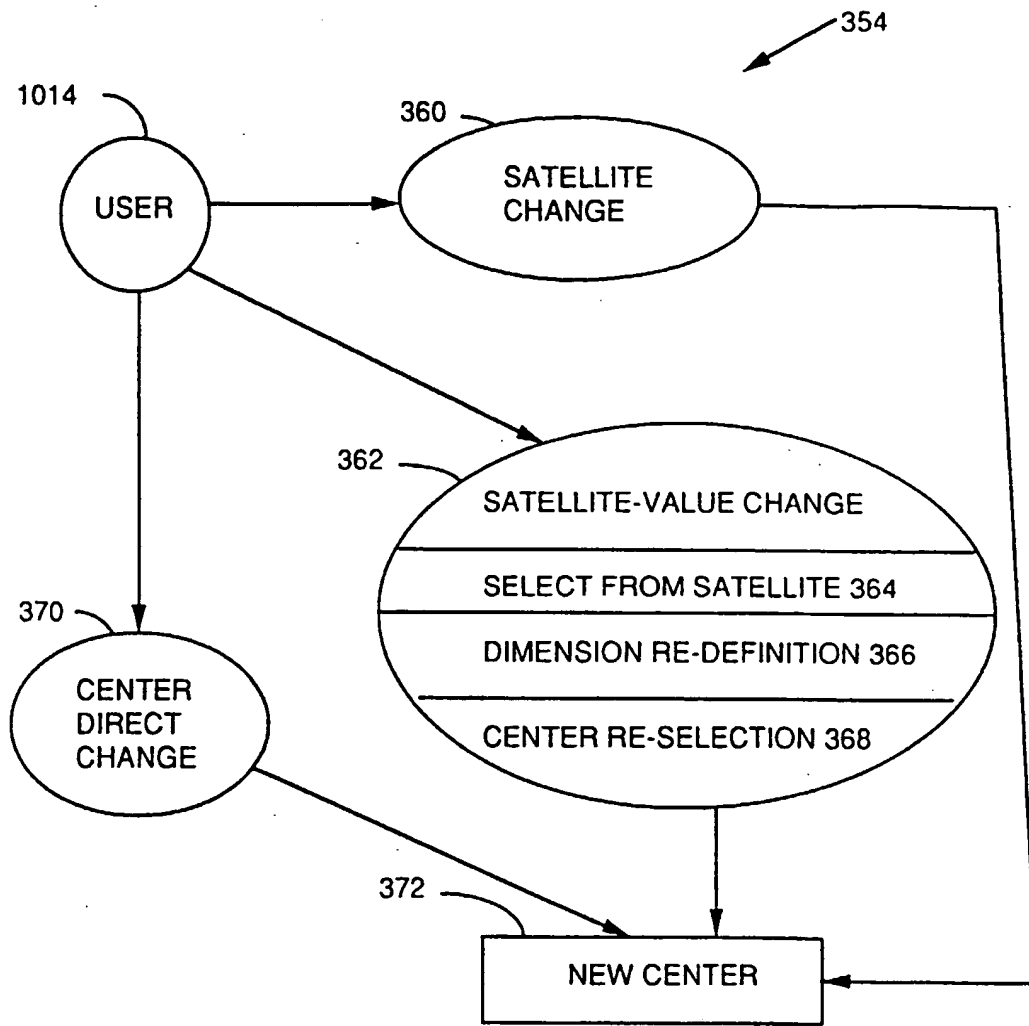 354
1014
360
USER
SATELLITE
CHANGE
362
SATELLITE-VALUE CHANGE
SELECT FROM SATELLITE 364
370
DIMENSION RE-DEFINITION 366
CENTER
DIRECT
CHANGE
CENTER RE-SELECTION 368
372
NEW CENTER